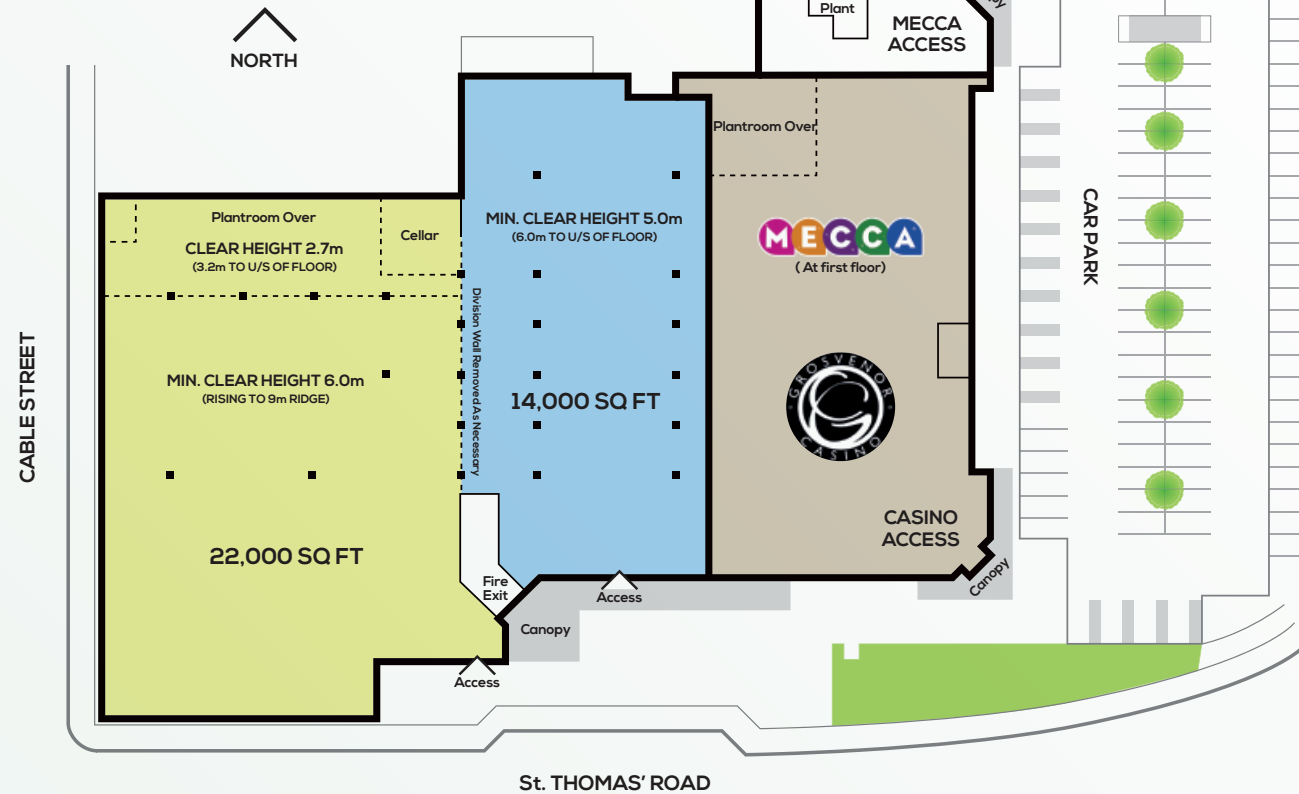 Plant
MECCA
ACCESS
NORTH
Plantroom Over
Plantroom Over
Cellar
CLEAR HEIGHT 2.7m
(3.2m TO U/S OF FLOOR)
MIN. CLEAR HEIGHT 5.0m
(6.0m TO U/S OF FLOOR)
MECCA
( At first floor)
CAR PARK
CABLE STREET
Division Wall Removed As Necessary
MIN. CLEAR HEIGHT 6.0m
(RISING TO 9m RIDGE)
14,000 SQ FT
GROSVENOR
G
CASINO
22,000 SQ FT
CASINO
ACCESS
Fire
Exit
Access
Canopy
Canopy
Access
St. THOMAS' ROAD